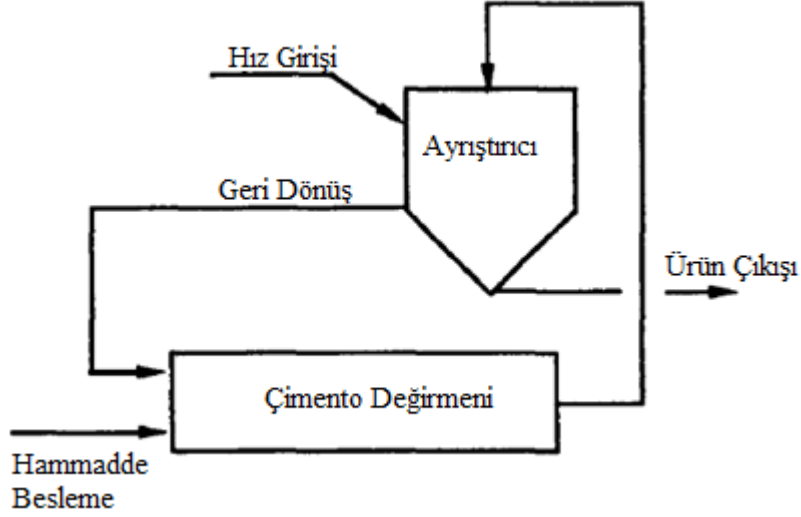 Hız Girişi
Ayrıştırıcı
Geri Dönüş
Ürün Çıkışı
Çimento Değirmeni
Hammadde
Besleme